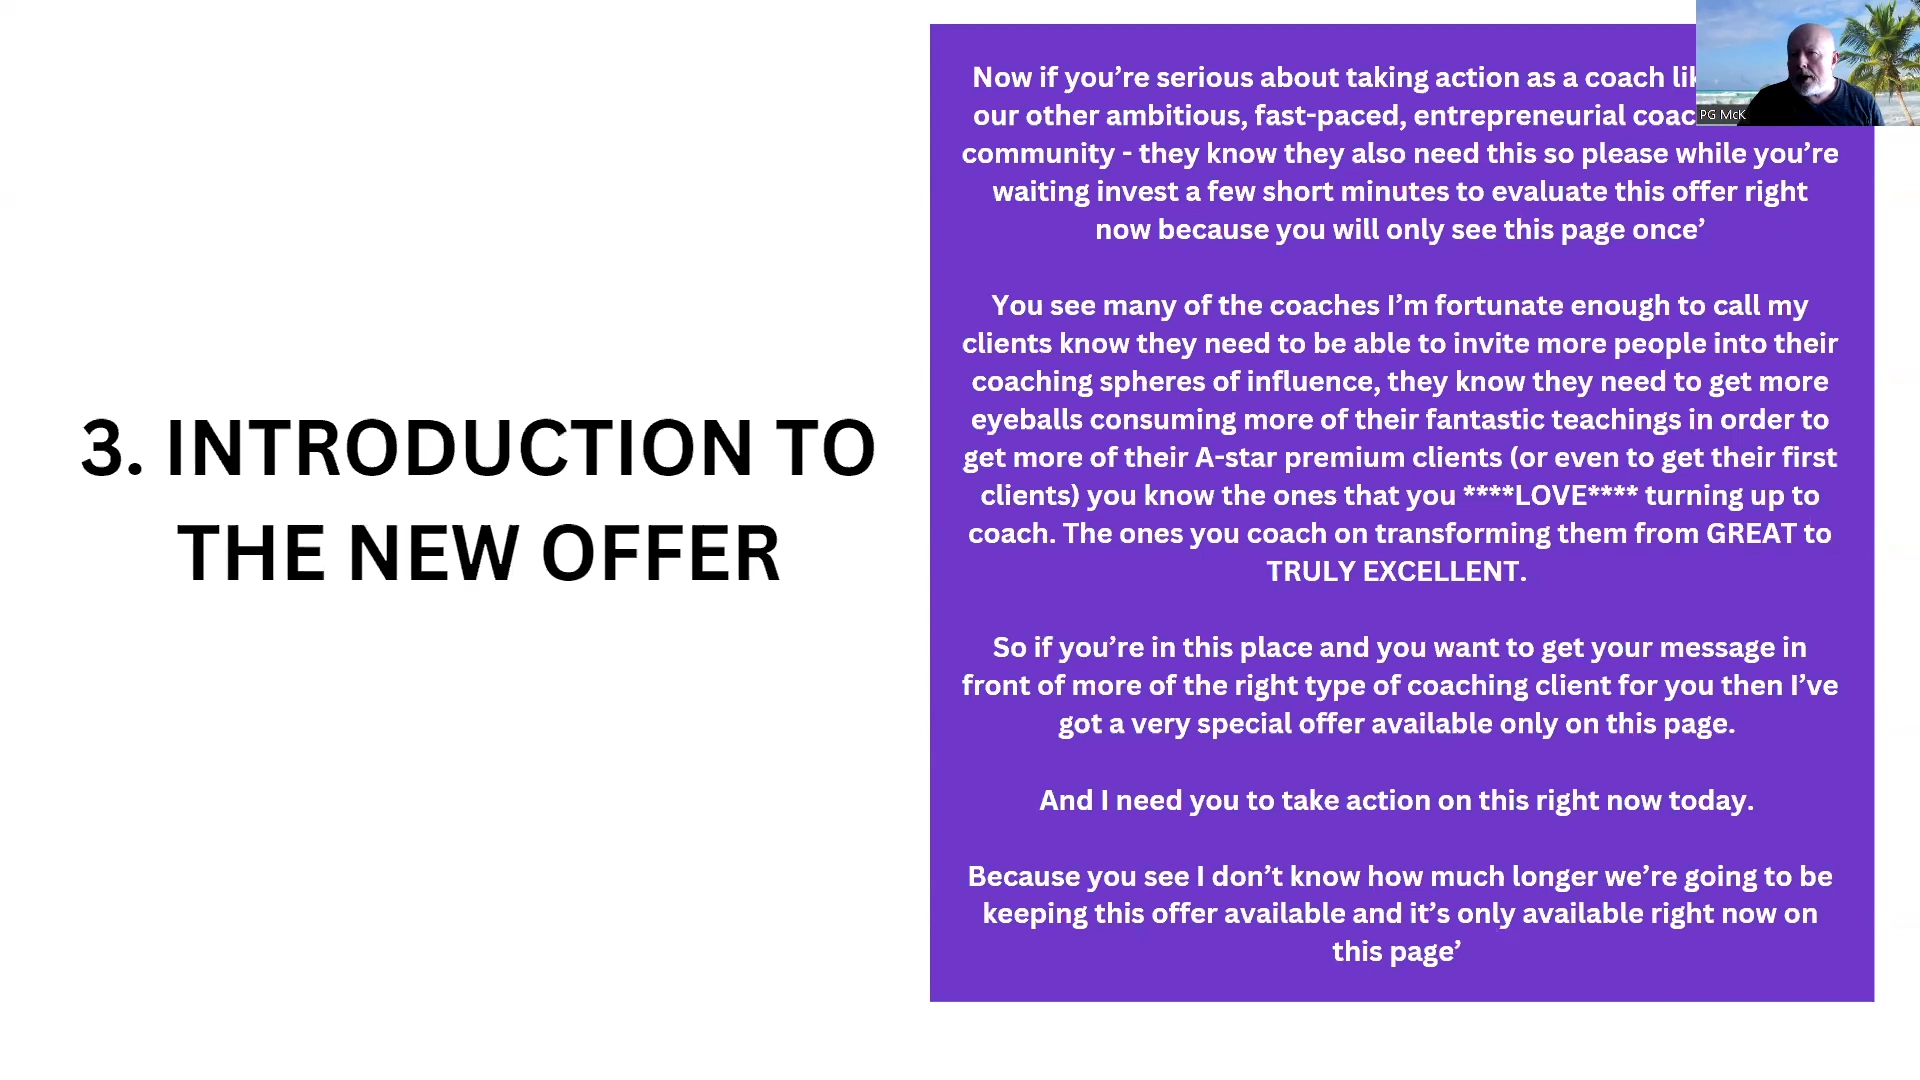 3. INTRODUCTION TO
THE NEW OFFER
Now if you’re serious about taking action as a coach
our other ambitious, fast-paced, entrepreneurial
community - they know they also need this so please while you’re
waiting invest a few short minutes to evaluate this offer right
now because you will only see this page once’
You see many of the coaches I’m fortunate enough to call my
clients know they need to be able to invite more people into their
coaching spheres of influence, they know they need to get more
eyeballs consuming more of their fantastic teachings in order to
get more of their A-star premium clients (or even to get their first
clients) you know the ones that you ****LOVE**** turning up to
coach. The ones you coach on transforming them from GREAT to
TRULY EXCELLENT.
So if you’re in this place and you want to get your message in
front of more of the right type of coaching client for you then I’ve
got a very special offer available only on this page.
And I need you to take action on this right now today.
Because you see I don’t know how much longer we’re going to be
keeping this offer available and it’s only available right now on
this page’
PG McK